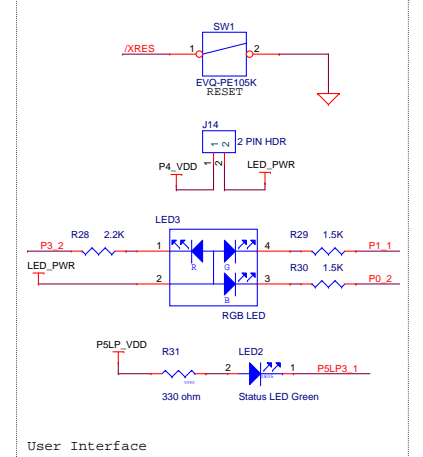 SW1
/XRES 1 2
EVQ-PE105K
RESET
J14
1 2 2 PIN HDR
P4_VDD 1 2 LED_PWR
LED3
R28 2.2K R29 1.5K
P3_2 1 4 P1_1
R G
LED_PWR R30 1.5K
2 3 P0_2
B
RGB LED
P5LP_VDD
R31 LED2
2 1 P5LP3_1
330 ohm Status LED Green
User Interface